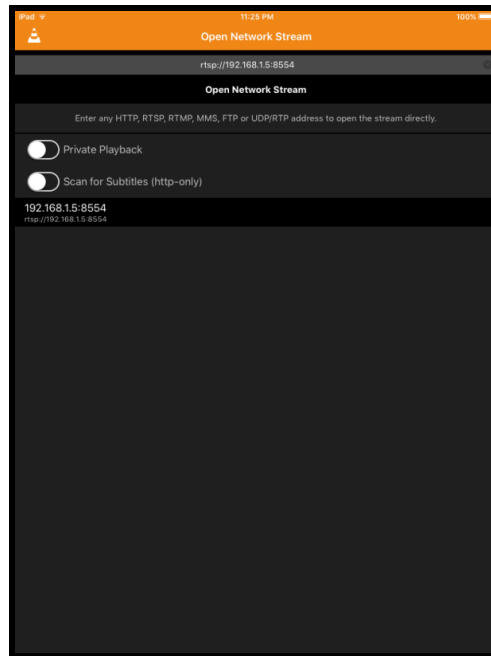 iPad 11:25 PM 100%
Open Network Stream
rtsp://192.168.1.5:8554
Open Network Stream
Enter any HTTP, RTSP, RTMP, MMS, FTP or UDP/RTP address to open the stream directly.
Private Playback
Scan for Subtitles (http-only)
192.168.1.5:8554
rtsp://192.168.1.5:8554